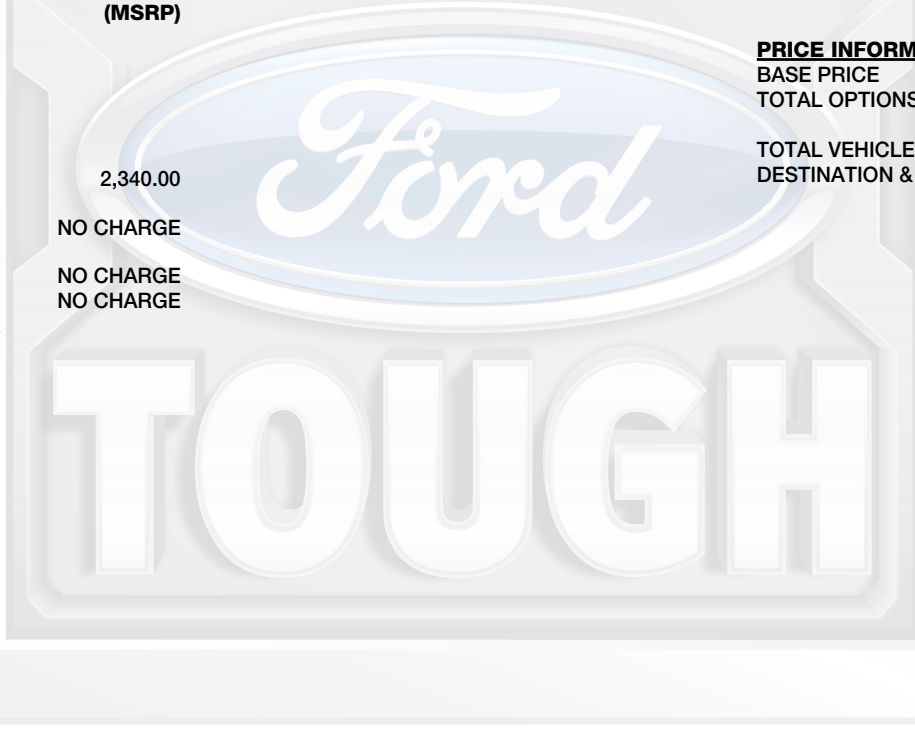 (MSRP)
2,340.00
NO CHARGE
NO CHARGE
NO CHARGE
PRICE INFORM
BASE PRICE
TOTAL OPTIONS
TOTAL VEHICLE
DESTINATION &
Ford
TOUGH